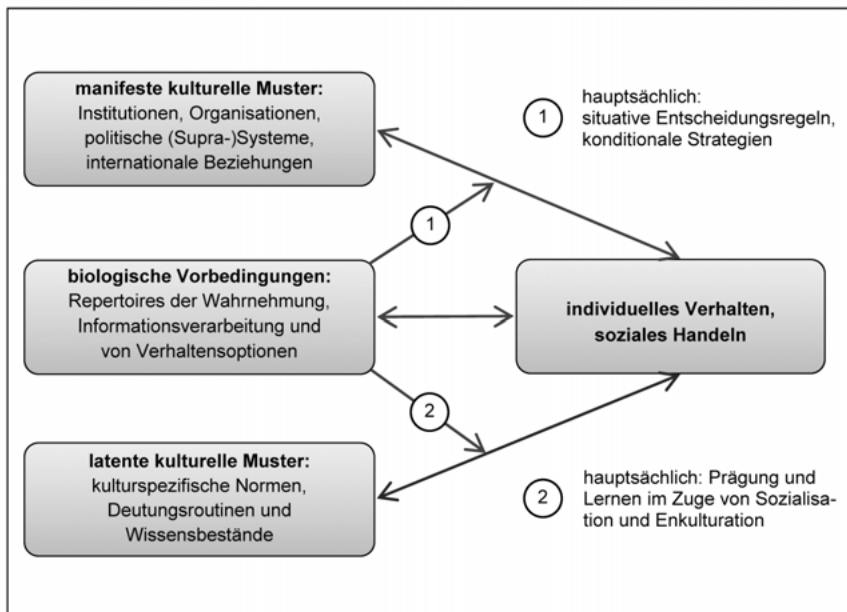 manifeste kulturelle Muster:
Institutionen, Organisationen,
politische (Supra-)Systeme,
internationale Beziehungen
1
hauptsächlich:
situative Entscheidungsregeln,
konditionale Strategien
1
biologische Vorbedingungen:
Repertoires der Wahrnehmung,
Informationsverarbeitung und
von Verhaltensoptionen
individuelles Verhalten,
soziales Handeln
2
latente kulturelle Muster:
kulturspezifische Normen,
Deutungsroutinen und
Wissensbestände
2
hauptsächlich: Prägung und
Lernen im Zuge von Sozialisa-
tion und Enkulturation